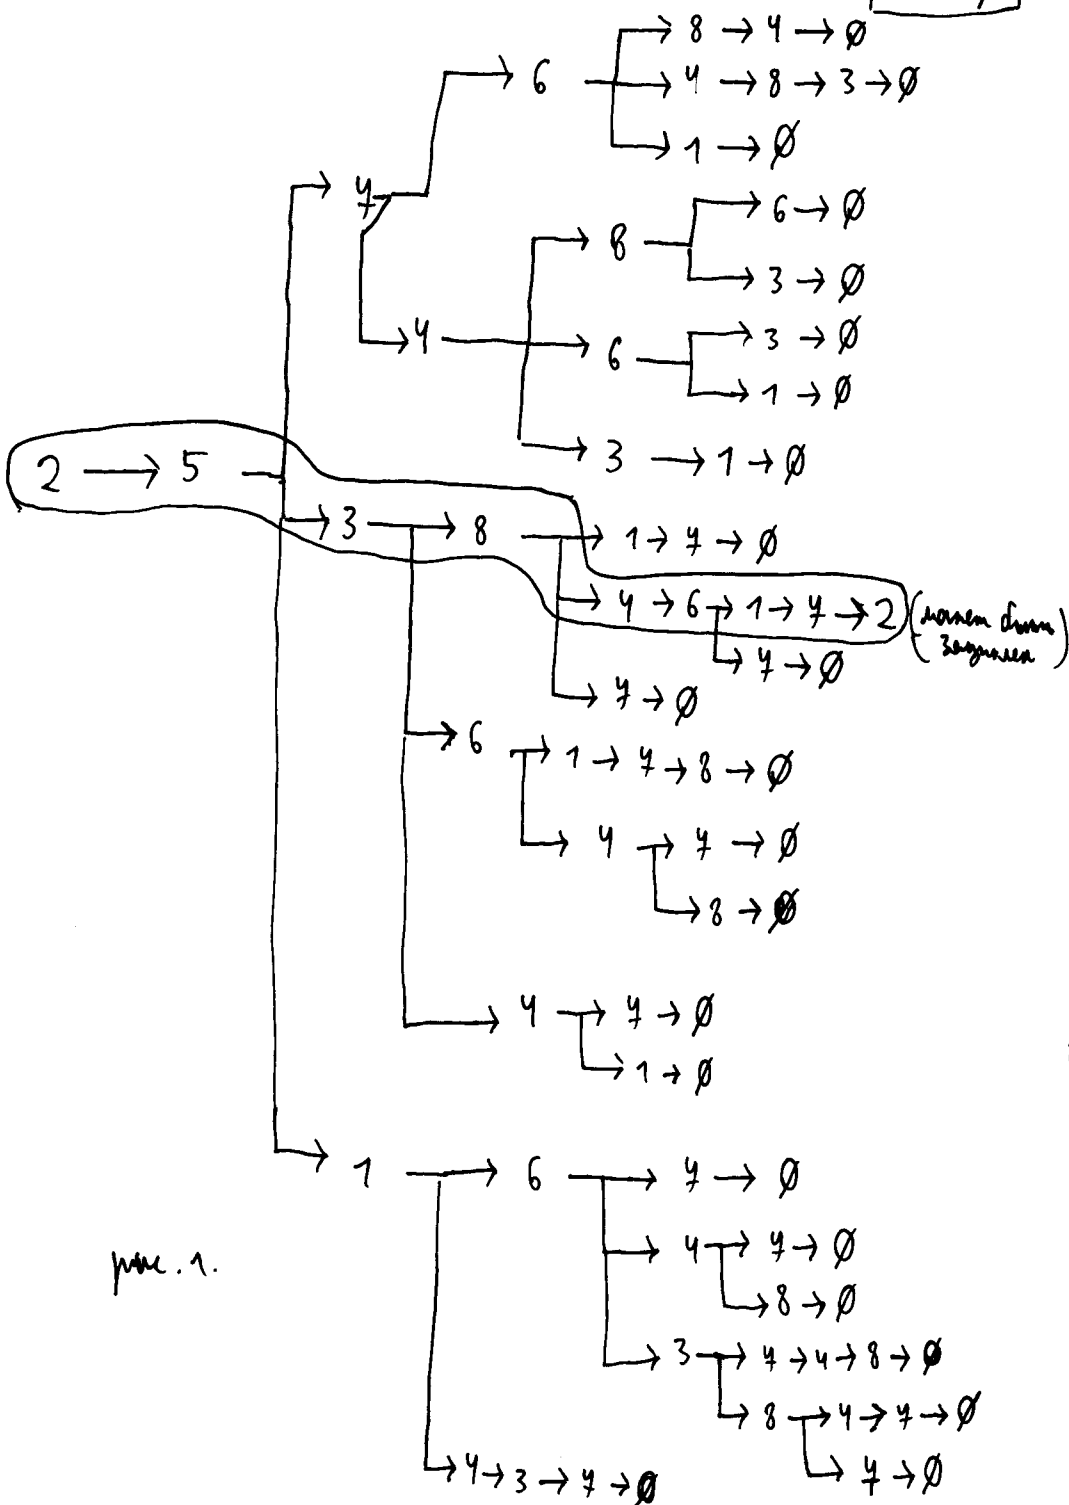 8 → 4 → ∅
6 → 4 → 8 → 3 → ∅
1 → ∅
7
6 → ∅
8
3 → ∅
4
3 → ∅
6
1 → ∅
3 → 1 → ∅
2 → 5
3 → 8 → 1 → 7 → ∅
4 → 6 → 1 → 7 → 2 (может быть
зациклен)
7 → ∅
7 → ∅
6 → 1 → 7 → 8 → ∅
4 → 7 → ∅
8 → ∅
4 → 7 → ∅
1 → ∅
1 → 6 → 7 → ∅
4 → 7 → ∅
8 → ∅
рис. 1.
3 → 7 → 4 → 8 → ∅
8 → 4 → 7 → ∅
7 → ∅
4 → 3 → 7 → ∅